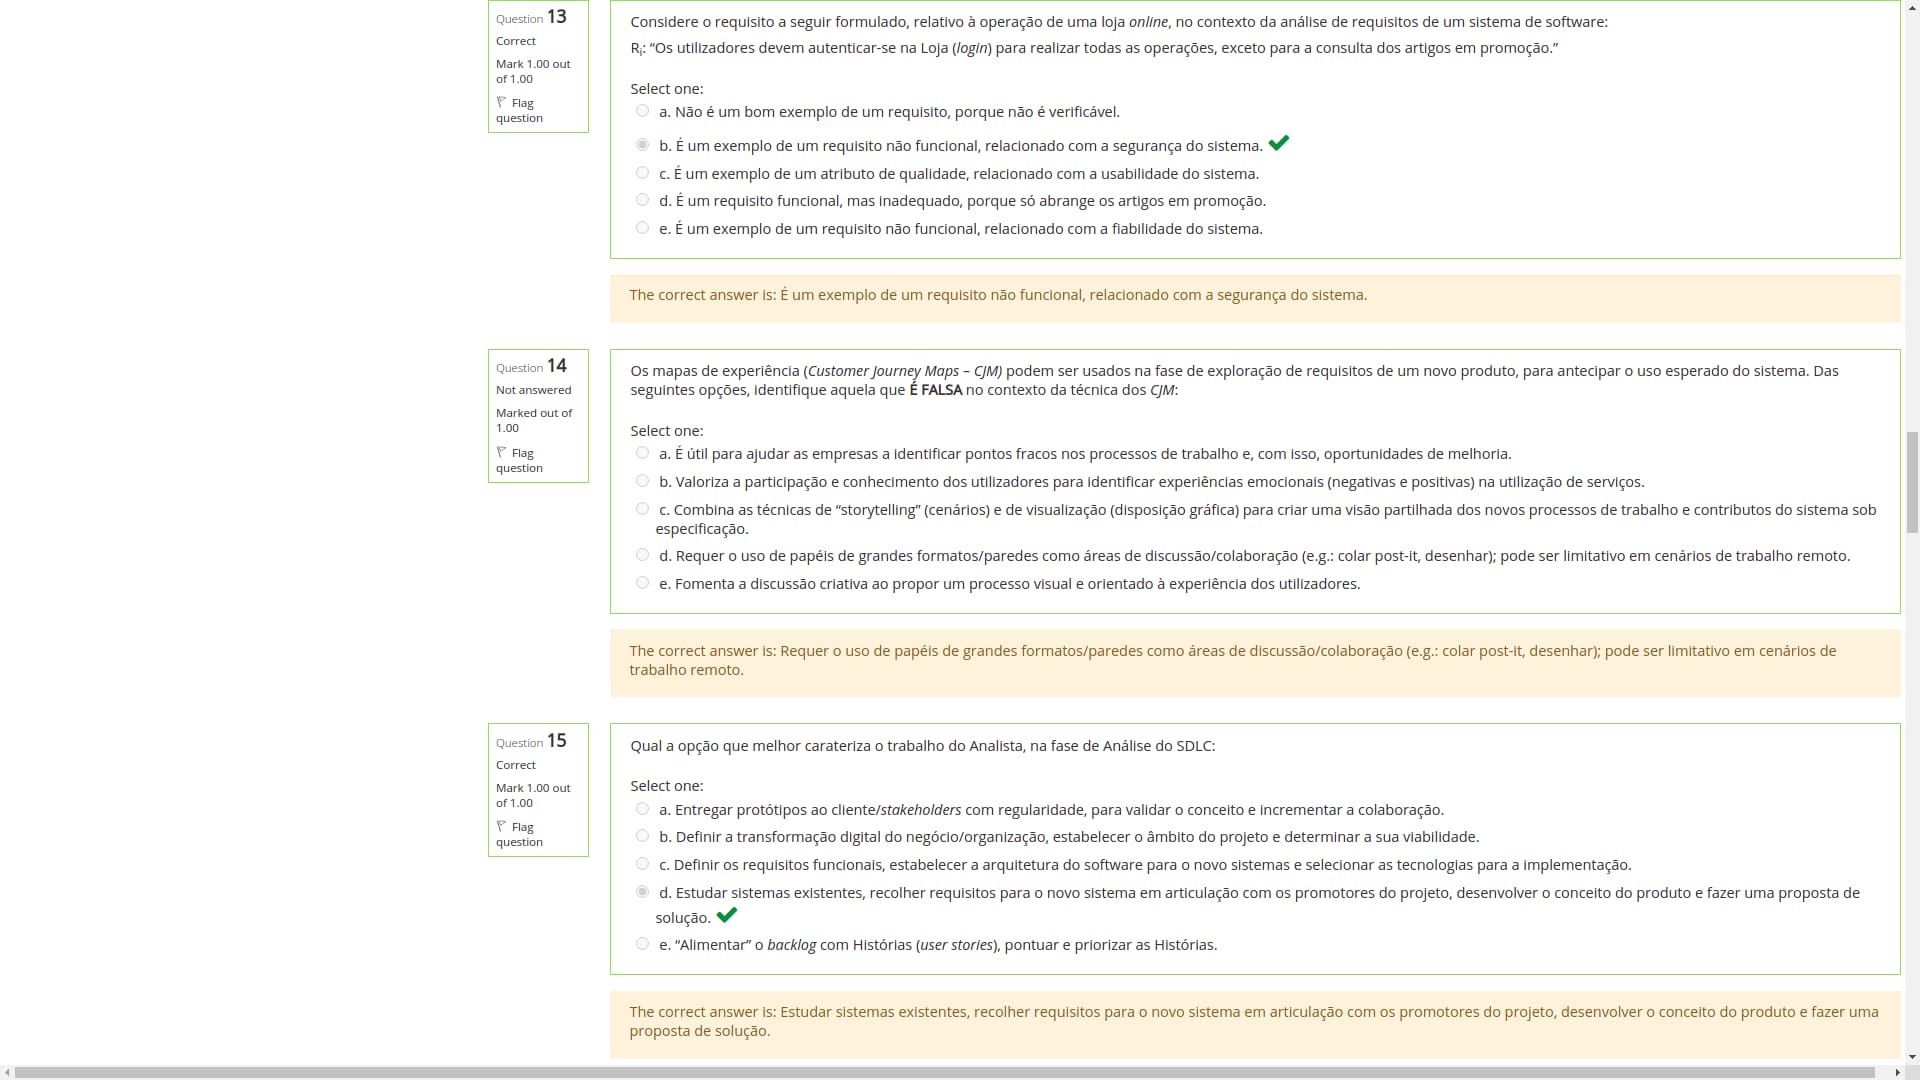 Question 13
Correct
Mark 1.00 out
of 1.00
Flag
question
Considere o requisito a seguir formulado, relativo à operação de uma loja online, no contexto da análise de requisitos de um sistema de software:
Ri: “Os utilizadores devem autenticar-se na Loja (login) para realizar todas as operações, exceto para a consulta dos artigos em promoção.”
Select one:
a. Não é um bom exemplo de um requisito, porque não é verificável.
b. É um exemplo de um requisito não funcional, relacionado com a segurança do sistema.
c. É um exemplo de um atributo de qualidade, relacionado com a usabilidade do sistema.
d. É um requisito funcional, mas inadequado, porque só abrange os artigos em promoção.
e. É um exemplo de um requisito não funcional, relacionado com a fiabilidade do sistema.
The correct answer is: É um exemplo de um requisito não funcional, relacionado com a segurança do sistema.
Question 14
Not answered
Marked out of
1.00
Flag
question
Os mapas de experiência (Customer Journey Maps – CJM) podem ser usados na fase de exploração de requisitos de um novo produto, para antecipar o uso esperado do sistema. Das
seguintes opções, identifique aquela que É FALSA no contexto da técnica dos CJM:
Select one:
a. É útil para ajudar as empresas a identificar pontos fracos nos processos de trabalho e, com isso, oportunidades de melhoria.
b. Valoriza a participação e conhecimento dos utilizadores para identificar experiências emocionais (negativas e positivas) na utilização de serviços.
c. Combina as técnicas de “storytelling” (cenários) e de visualização (disposição gráfica) para criar uma visão partilhada dos novos processos de trabalho e contributos do sistema sob
especificação.
d. Requer o uso de papéis de grandes formatos/paredes como áreas de discussão/colaboração (e.g.: colar post-it, desenhar); pode ser limitativo em cenários de trabalho remoto.
e. Fomenta a discussão criativa ao propor um processo visual e orientado à experiência dos utilizadores.
The correct answer is: Requer o uso de papéis de grandes formatos/paredes como áreas de discussão/colaboração (e.g.: colar post-it, desenhar); pode ser limitativo em cenários de
trabalho remoto.
Question 15
Correct
Mark 1.00 out
of 1.00
Flag
question
Qual a opção que melhor carateriza o trabalho do Analista, na fase de Análise do SDLC:
Select one:
a. Entregar protótipos ao cliente/stakeholders com regularidade, para validar o conceito e incrementar a colaboração.
b. Definir a transformação digital do negócio/organização, estabelecer o âmbito do projeto e determinar a sua viabilidade.
c. Definir os requisitos funcionais, estabelecer a arquitetura do software para o novo sistemas e selecionar as tecnologias para a implementação.
d. Estudar sistemas existentes, recolher requisitos para o novo sistema em articulação com os promotores do projeto, desenvolver o conceito do produto e fazer uma proposta de
solução.
e. “Alimentar” o backlog com Histórias (user stories), pontuar e priorizar as Histórias.
The correct answer is: Estudar sistemas existentes, recolher requisitos para o novo sistema em articulação com os promotores do projeto, desenvolver o conceito do produto e fazer uma
proposta de solução.